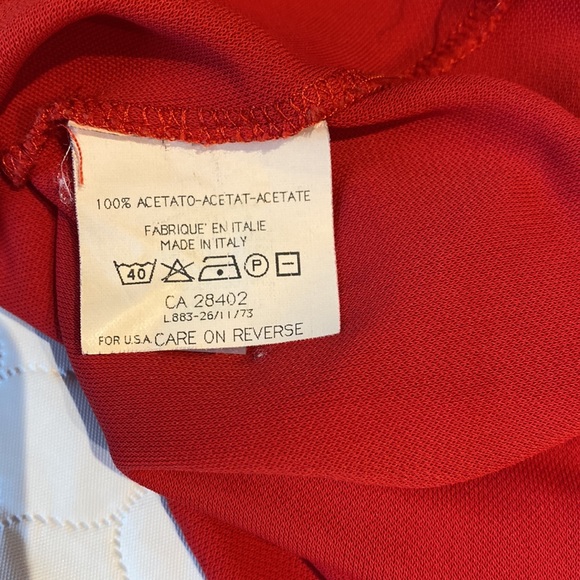 100% ACETATO-ACETAT-ACETATE
FABRIQUE' EN ITALIE
MADE IN ITALY
40 P
CA 28402
L883-26/11/73
FOR U.S.A. CARE ON REVERSE